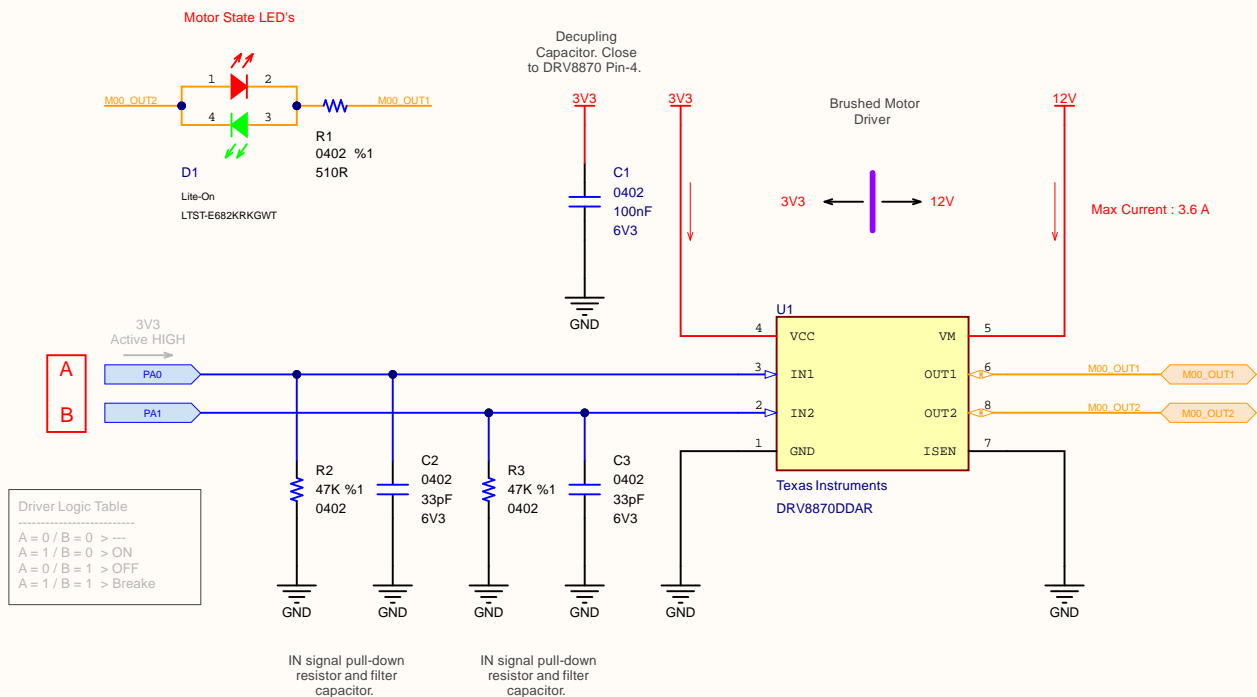 Motor State LED's
1
2
M00_OUT2
M00_OUT1
4
3
R1
0402 %1
510R
D1
Lite-On
LTST-E682KRKGWT
Decupling
Capacitor. Close
to DRV8870 Pin-4.
3V3
C1
0402
100nF
6V3
GND
3V3
Brushed Motor
Driver
3V3
12V
12V
Max Current : 3.6 A
3V3
Active HIGH
A
B
PA0
PA1
U1
4
VCC
VM
5
3
IN1
OUT1
6
2
IN2
OUT2
8
1
GND
ISEN
7
M00_OUT1
M00_OUT1
M00_OUT2
M00_OUT2
Texas Instruments
DRV8870DDAR
R2
47K %1
0402
C2
0402
33pF
6V3
R3
47K %1
0402
C3
0402
33pF
6V3
GND
GND
GND
GND
GND
GND
Driver Logic Table
--------------------------
A = 0 / B = 0 > ---
A = 1 / B = 0 > ON
A = 0 / B = 1 > OFF
A = 1 / B = 1 > Breake
IN signal pull-down
resistor and filter
capacitor.
IN signal pull-down
resistor and filter
capacitor.